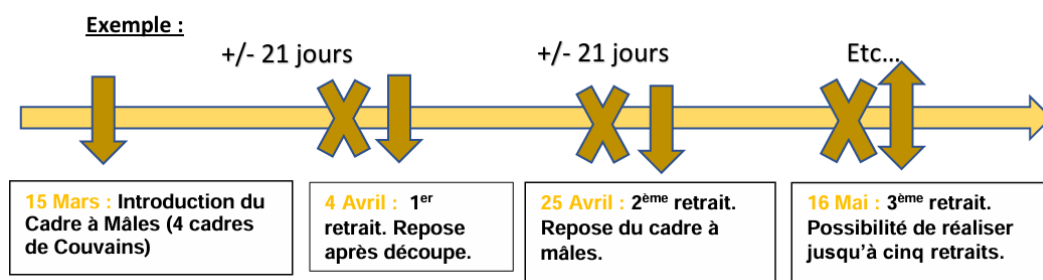 Exemple :
+/- 21 jours
+/- 21 jours
Etc…
15 Mars : Introduction du
Cadre à Mâles (4 cadres
de Couvains)
4 Avril : 1er
retrait. Repose
après découpe.
25 Avril : 2ème retrait.
Repose du cadre à
mâles.
16 Mai : 3ème retrait.
Possibilité de réaliser
jusqu'à cinq retraits.